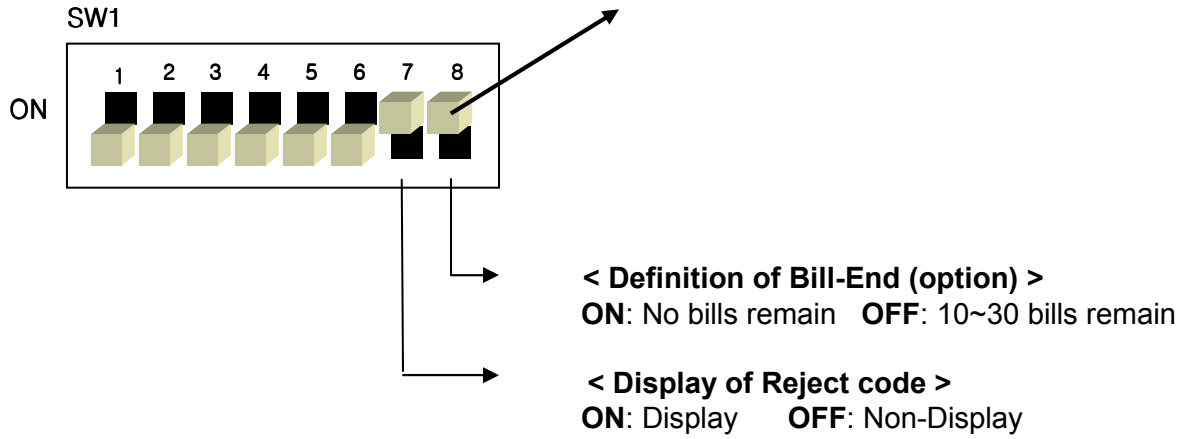 SW1
1 2 3 4 5 6 7 8
ON
< Definition of Bill-End (option) >
ON: No bills remain OFF: 10~30 bills remain
< Display of Reject code >
ON: Display OFF: Non-Display